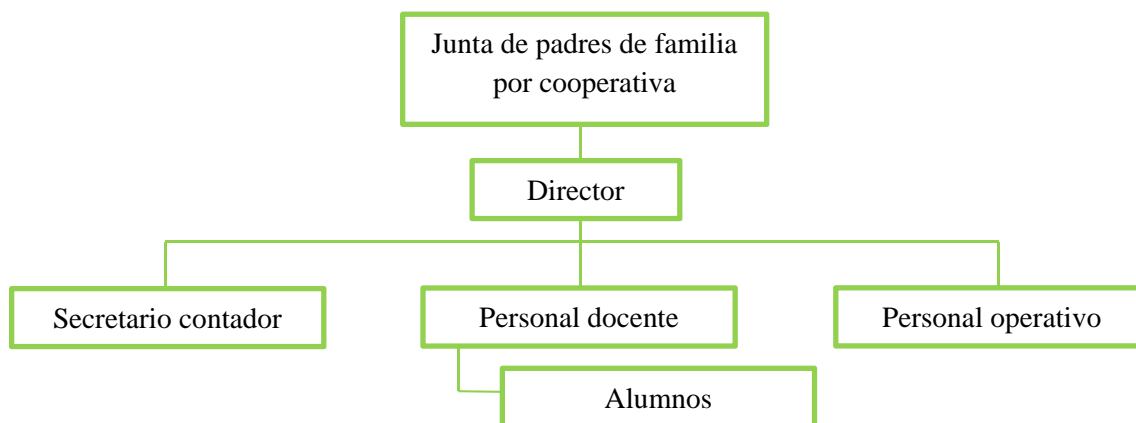 Junta de padres de familia
por cooperativa
Director
Secretario contador
Personal docente
Personal operativo
Alumnos